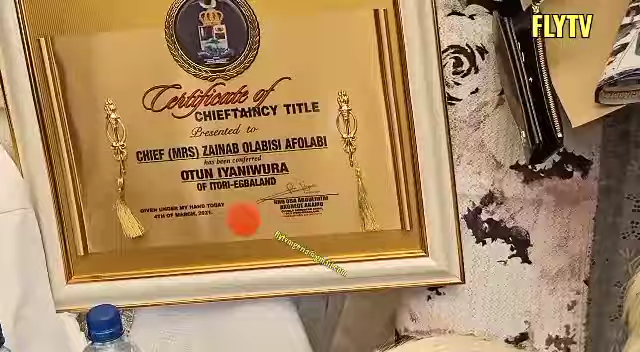 FLYTV
Certificate of
CHIEFTAINCY TITLE
Presented to
CHIEF (MRS) ZAINAB OLABISI AFOLABI
has been conferred
OTUN IYANIWURA
OF ITORI-EGBALAND
GIVEN UNDER MY HAND TODAY
4TH OF MARCH, 2021.